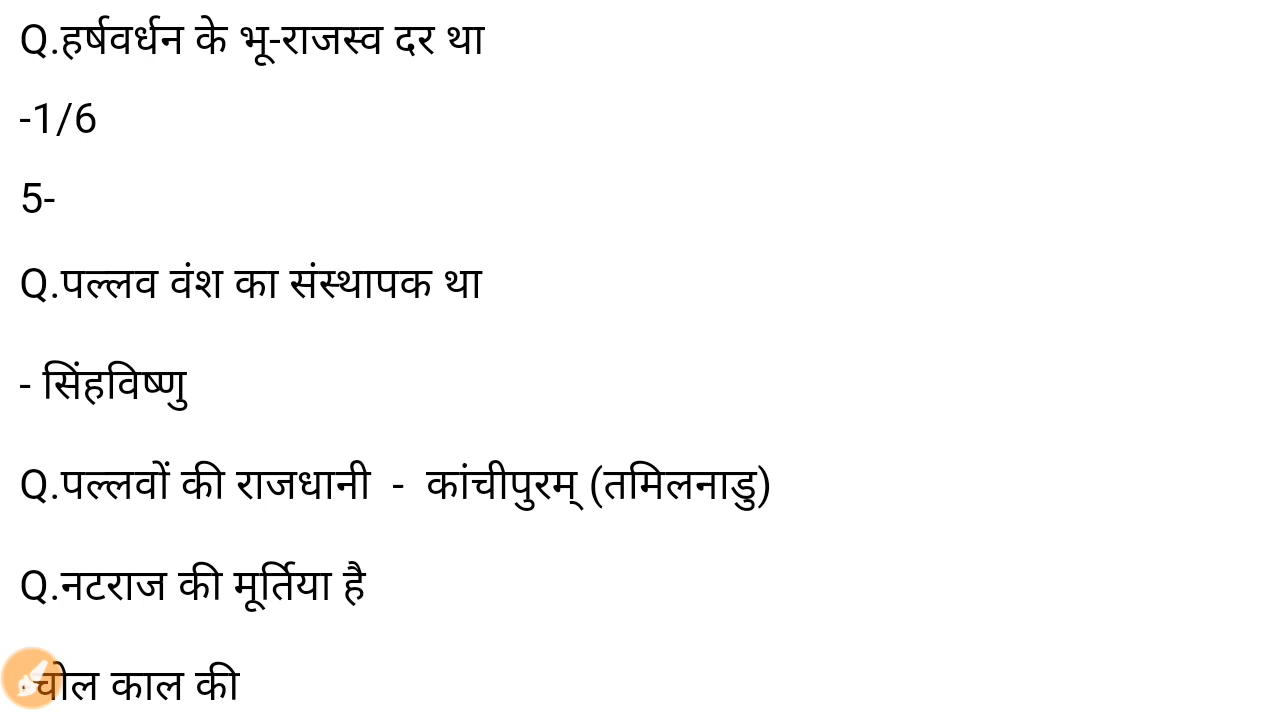 Q.हर्षवर्धन के भू-राजस्व दर था
-1/6
5-
Q.पल्लव वंश का संस्थापक था
- सिंहविष्णु
Q.पल्लवों की राजधानी - कांचीपुरम् (तमिलनाडु)
Q.नटराज की मूर्तिया है
-चोल काल की